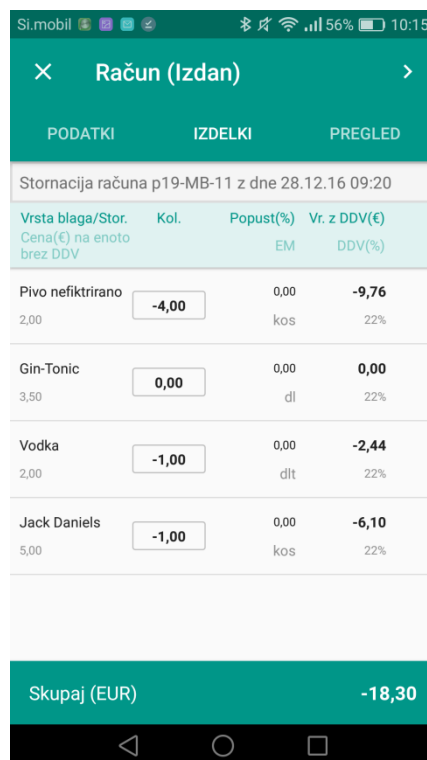 Si.mobil 56% 10:15
Račun (Izdan)
PODATKI IZDELKI PREGLED
Stornacija računa p19-MB-11 z dne 28.12.16 09:20
Vrsta blaga/Stor. Kol. Popust(%) Vr. z DDV(€)
Cena(€) na enoto EM DDV(%)
brez DDV
Pivo nefiktrirano -4,00 0,00 -9,76
2,00 kos 22%
Gin-Tonic 0,00 0,00 0,00
3,50 dl 22%
Vodka -1,00 0,00 -2,44
2,00 dlt 22%
Jack Daniels -1,00 0,00 -6,10
5,00 kos 22%
Skupaj (EUR) -18,30